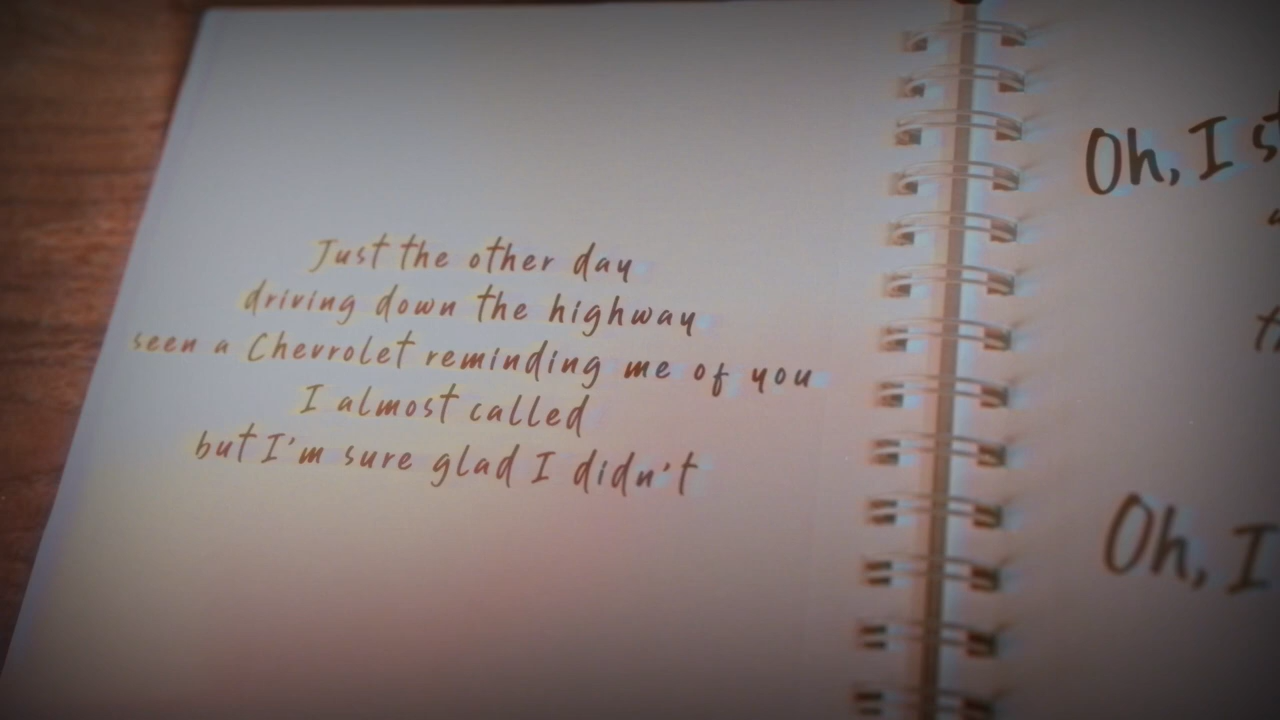 Just the other day
driving down the highway
seen a Chevrolet reminding me of you
I almost called
but I'm sure glad I didn't
Oh, I
Oh, I